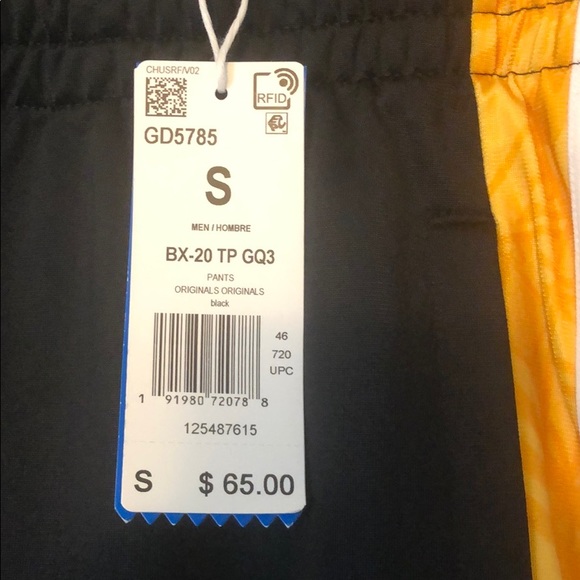 CHUSRF/V02
RFID
GD5785
S
MEN / HOMBRE
BX-20 TP GQ3
PANTS
ORIGINALS ORIGINALS
black
46
720
UPC
1 91980 72078 8
125487615
S $ 65.00